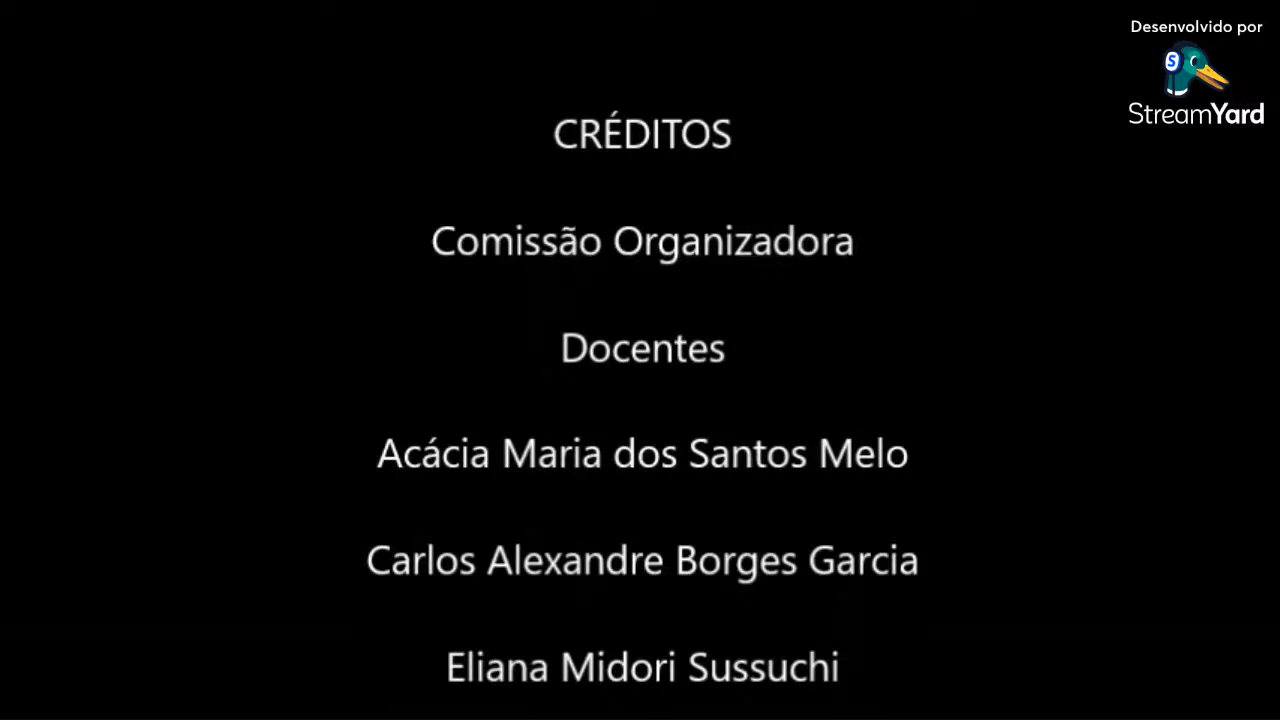 Desenvolvido por
S
StreamYard
CRÉDITOS
Comissão Organizadora
Docentes
Acácia Maria dos Santos Melo
Carlos Alexandre Borges Garcia
Eliana Midori Sussuchi